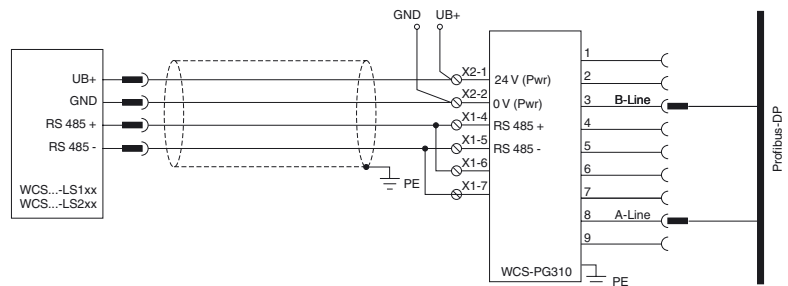 GND UB+
UB+
GND
RS 485 +
RS 485 -
WCS...-LS1xx
WCS...-LS2xx
PE
X2-1
X2-2
X1-4
X1-5
X1-6
X1-7
24 V (Pwr)
0 V (Pwr)
RS 485 +
RS 485 -
WCS-PG310
PE
1
2
3 B-Line
4
5
6
7
8 A-Line
9
Profibus-DP